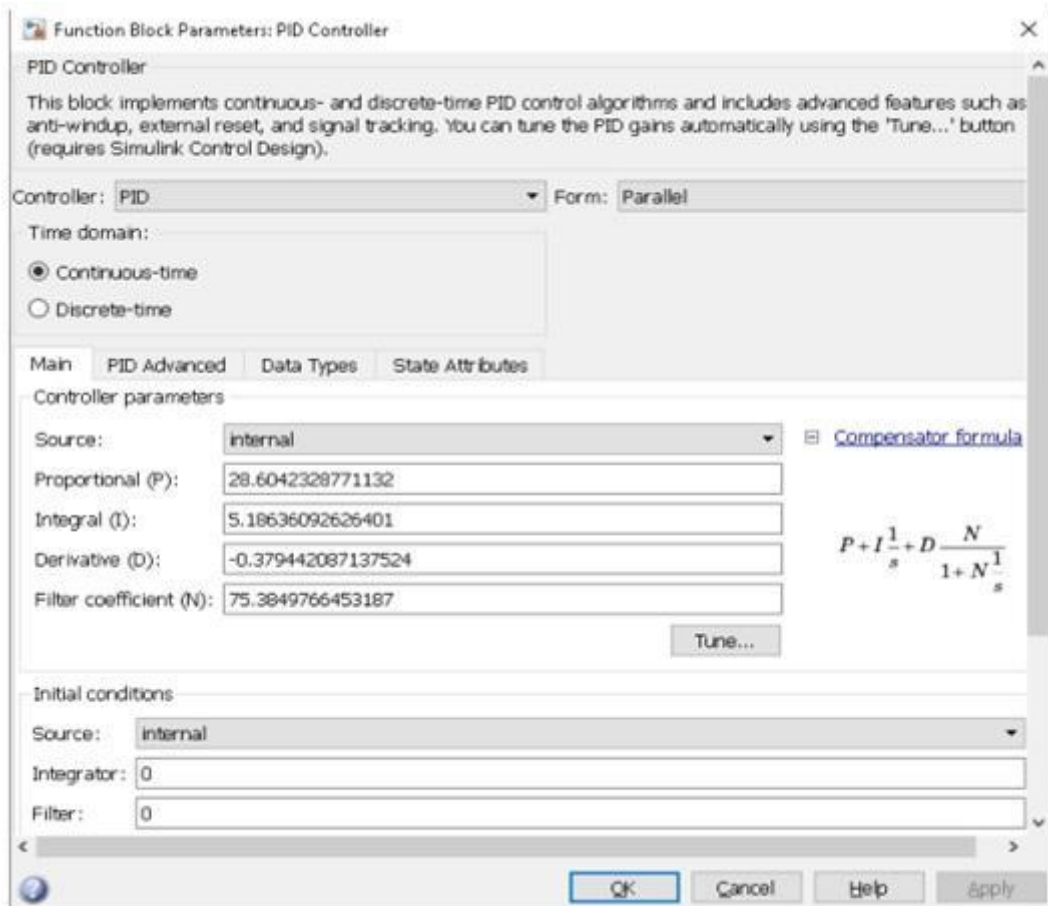 Function Block Parameters: PID Controller
PID Controller
This block implements continuous- and discrete-time PID control algorithms and includes advanced features such as
anti-windup, external reset, and signal tracking. You can tune the PID gains automatically using the 'Tune...' button
(requires Simulink Control Design).
Controller: PID Form: Parallel
Time domain:
Continuous-time
Discrete-time
Main PID Advanced Data Types State Attributes
Controller parameters
Source: internal Compensator formula
Proportional (P): 28.6042328771132
Integral (I): 5.18636092626401
Derivative (D): -0.379442087137524
Filter coefficient (N): 75.3849766453187
P+I 1/s + D N/(1+N 1/s)
Tune...
Initial conditions
Source: internal
Integrator: 0
Filter: 0
OK Cancel Help Apply